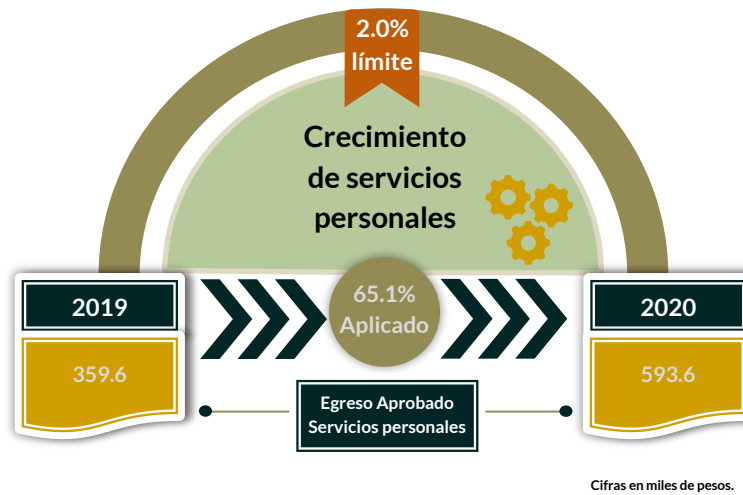 2.0%
límite
Crecimiento
de servicios
personales
2019
65.1%
Aplicado
2020
359.6
593.6
Egreso Aprobado
Servicios personales
Cifras en miles de pesos.